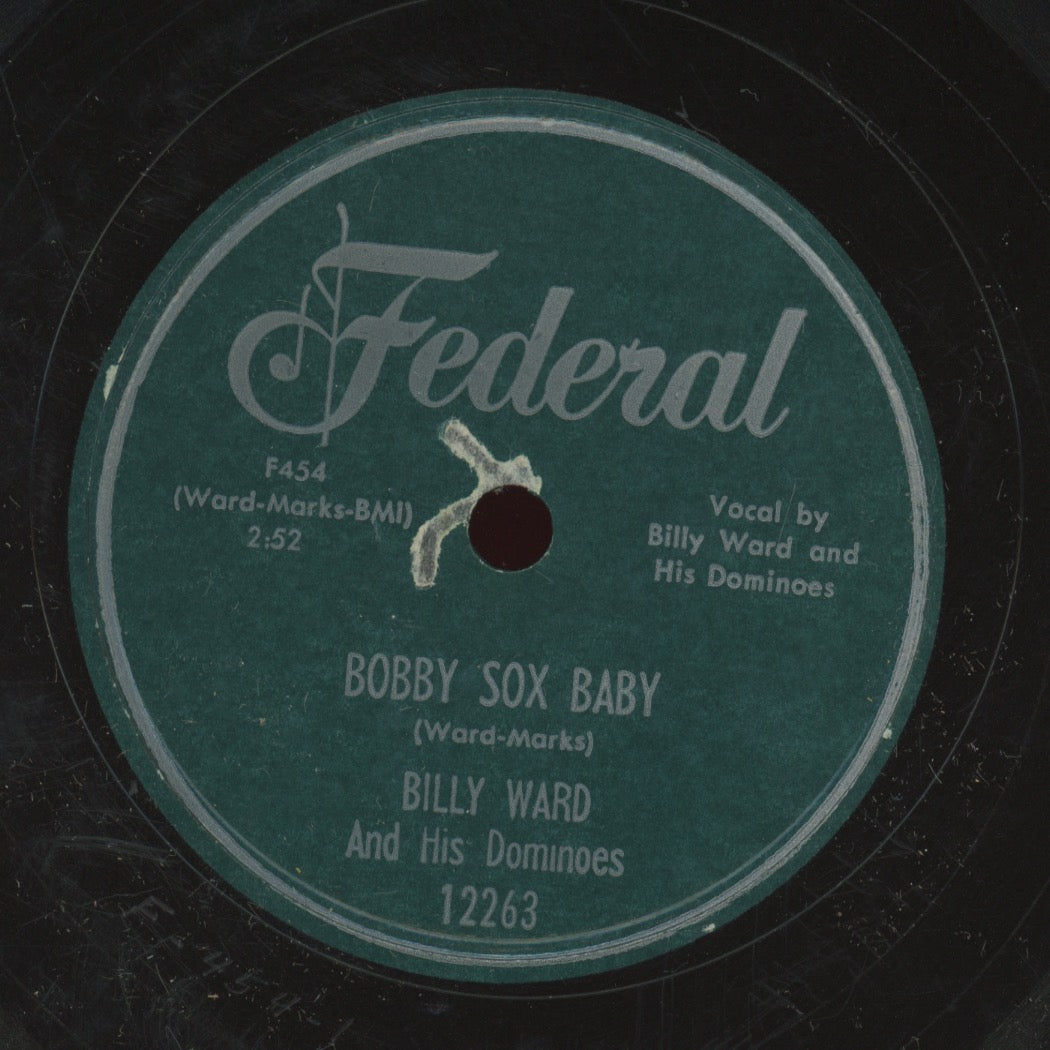 Federal
F454
(Ward-Marks-BMI)
2:52
Vocal by
Billy Ward and
His Dominoes
BOBBY SOX BABY
(Ward-Marks)
BILLY WARD
And His Dominoes
12263